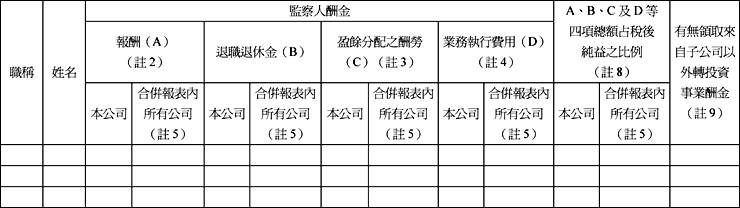 職稱
姓名
監察人酬金
報酬（A）
（註 2）
退職退休金（B）
盈餘分配之酬勞
（C）（註 3）
業務執行費用（D）
（註 4）
A、B、C 及 D 等
四項總額占稅後
純益之比例
（註 8）
有無領取來
自子公司以
外轉投資
事業酬金
（註 9）
本公司
合併報表內
所有公司
（註 5）
本公司
合併報表內
所有公司
（註 5）
本公司
合併報表內
所有公司
（註 5）
本公司
合併報表內
所有公司
（註 5）
本公司
合併報表內
所有公司
（註 5）